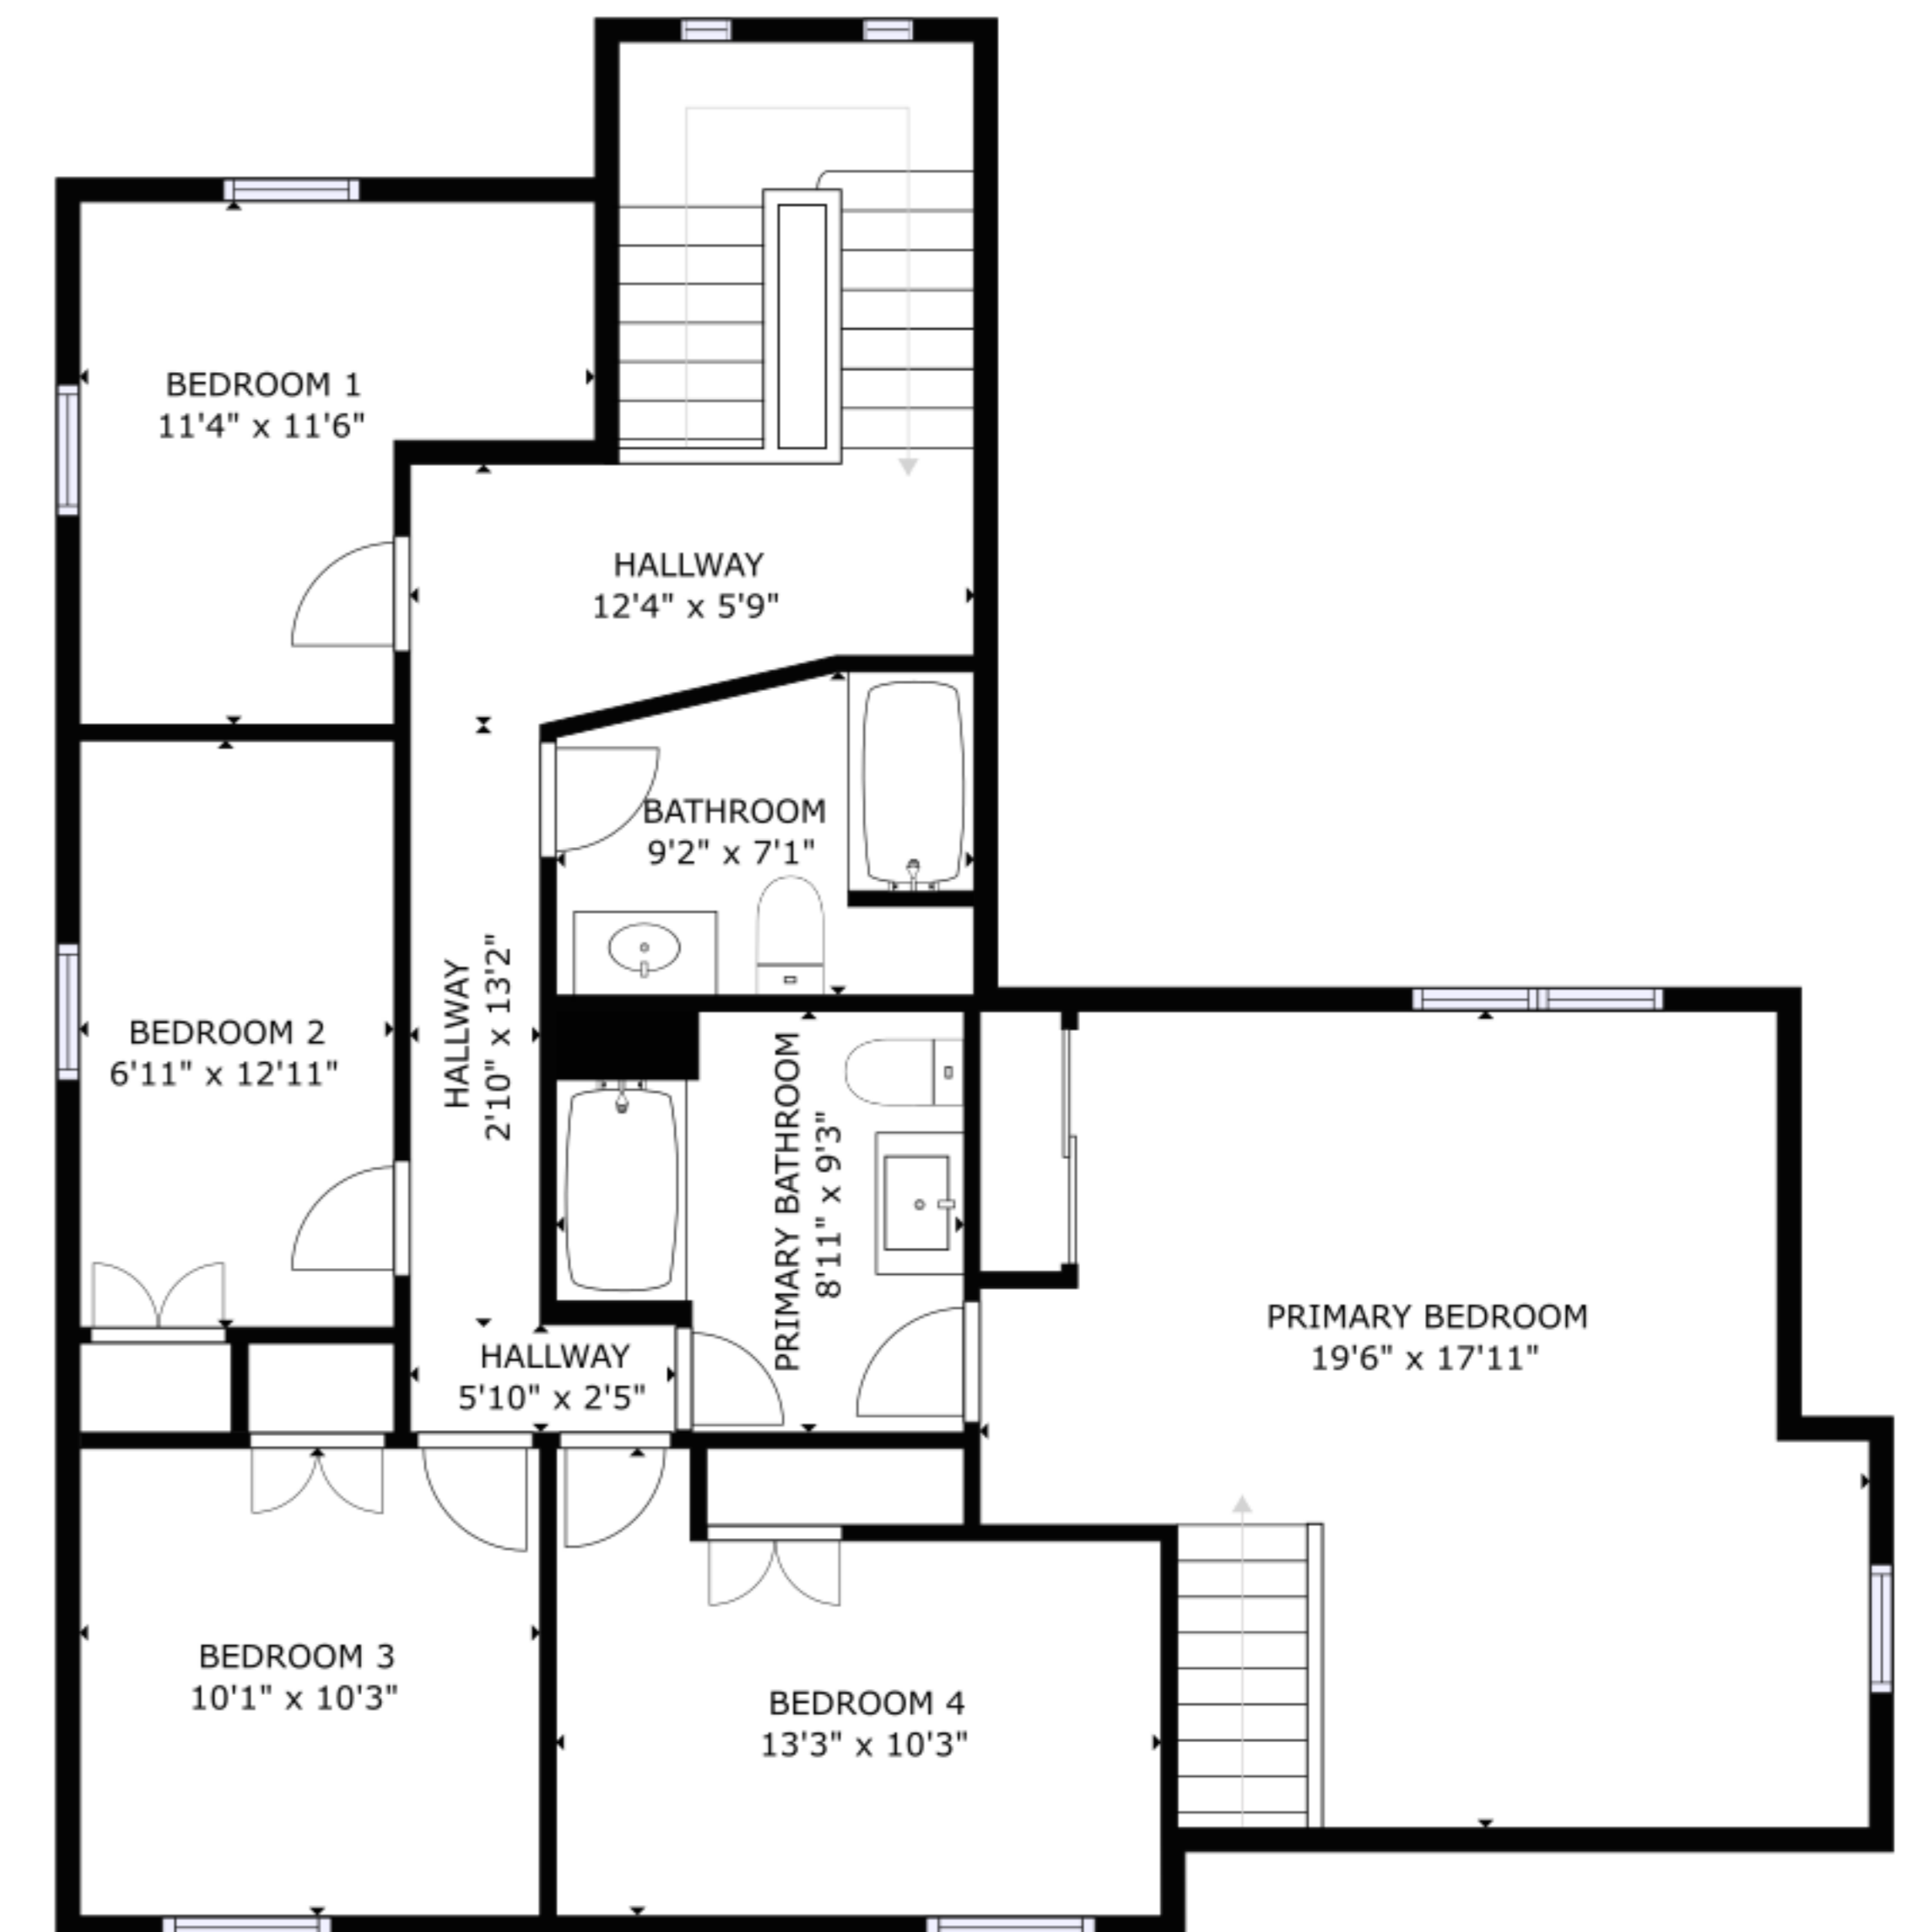 BEDROOM 1
11'4" x 11'6"
HALLWAY
12'4" x 5'9"
BATHROOM
9'2" x 7'1"
BEDROOM 2
6'11" x 12'11"
HALLWAY
2'10" x 13'2"
PRIMARY BATHROOM
8'11" x 9'3"
HALLWAY
5'10" x 2'5"
PRIMARY BEDROOM
19'6" x 17'11"
BEDROOM 3
10'1" x 10'3"
BEDROOM 4
13'3" x 10'3"